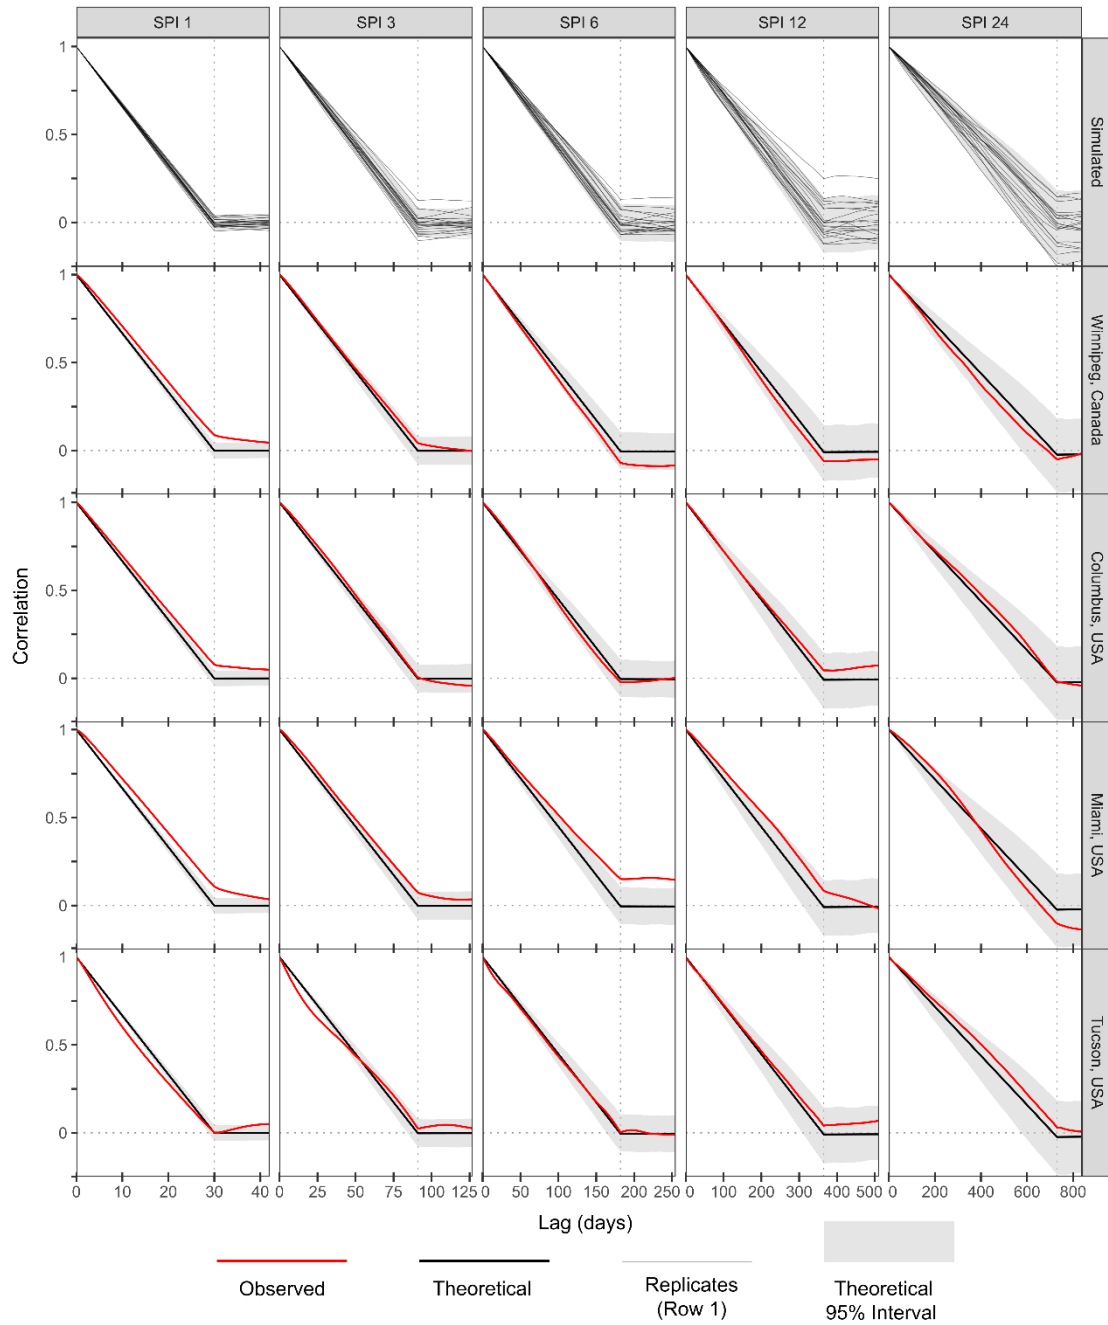 SPI 1 SPI 3 SPI 6 SPI 12 SPI 24
1
0.5
0
Simulated
1
0.5
0
Winnipeg, Canada
1
0.5
0
Columbus, USA
1
0.5
0
Miami, USA
1
0.5
0
Tucson, USA
Correlation
0 10 20 30 40 0 25 50 75 100 125 0 50 100 150 200 250 0 100 200 300 400 500 0 200 400 600 800
Lag (days)
Observed Theoretical Replicates Theoretical
(Row 1) 95% Interval